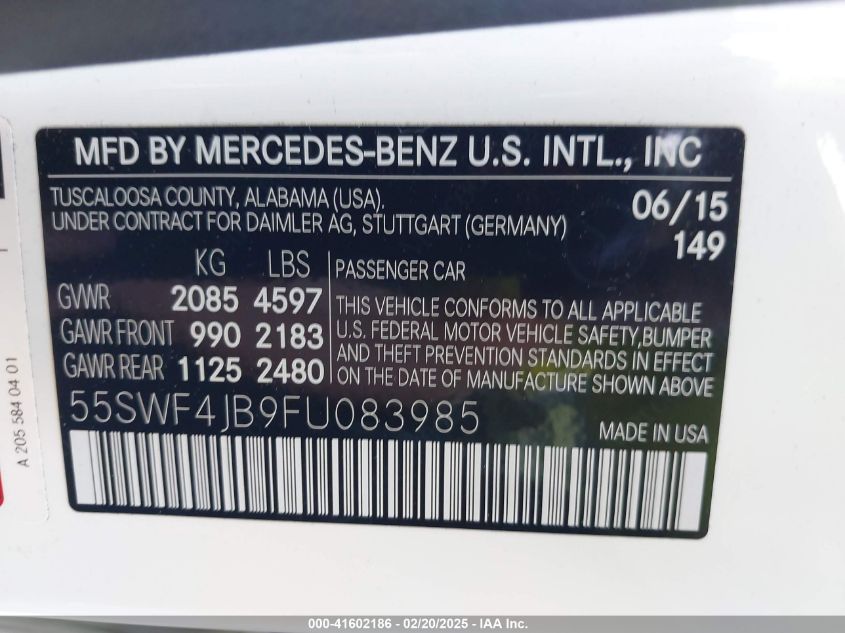 MFD BY MERCEDES-BENZ U.S. INTL., INC
TUSCALOOSA COUNTY, ALABAMA (USA).
UNDER CONTRACT FOR DAIMLER AG, STUTTGART (GERMANY)
06/15
149
KG LBS
GVWR 2085 4597
GAWR FRONT 990 2183
GAWR REAR 1125 2480
PASSENGER CAR
THIS VEHICLE CONFORMS TO ALL APPLICABLE
U.S. FEDERAL MOTOR VEHICLE SAFETY,BUMPER
AND THEFT PREVENTION STANDARDS IN EFFECT
ON THE DATE OF MANUFACTURE SHOWN ABOVE
55SWF4JB9FU083985
MADE IN USA
A 205 584 04 01
000-41602186 - 02/20/2025 - IAA Inc.